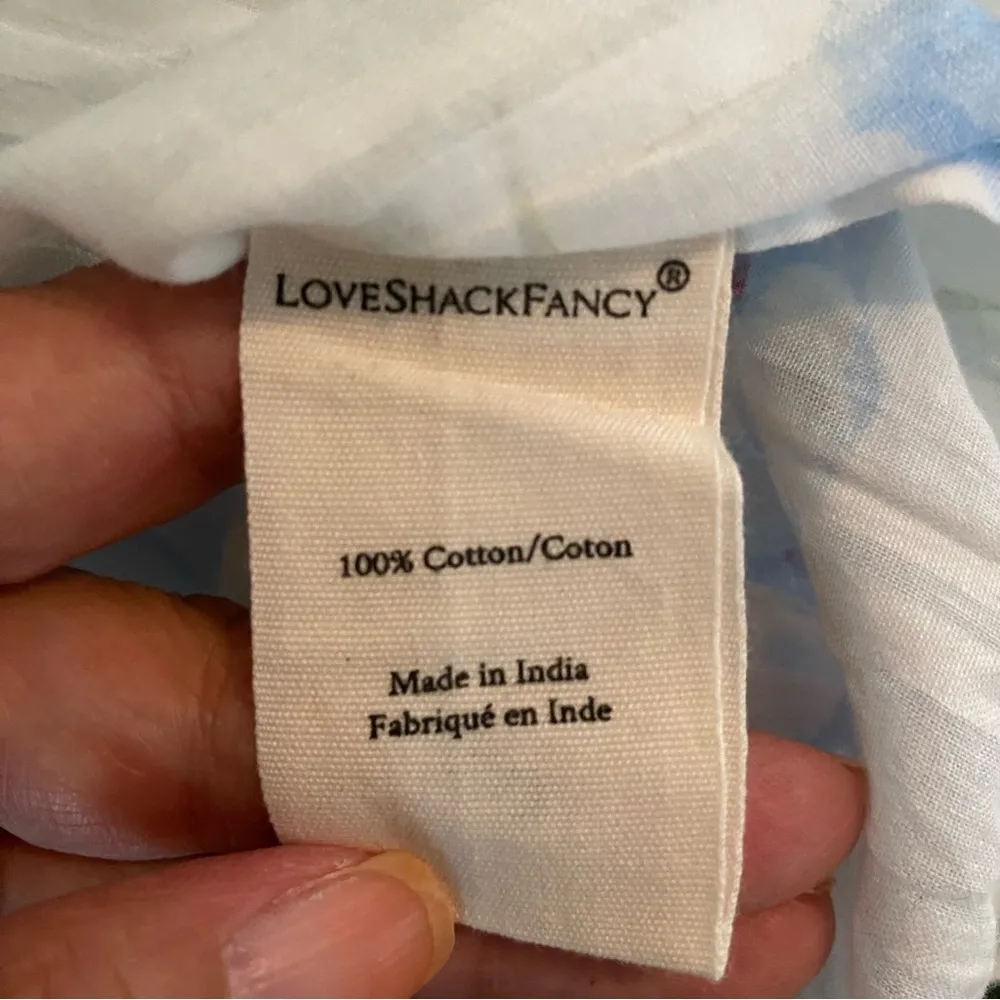 LOVESHACKFANCY®
100% Cotton/Coton
Made in India
Fabriqué en Inde